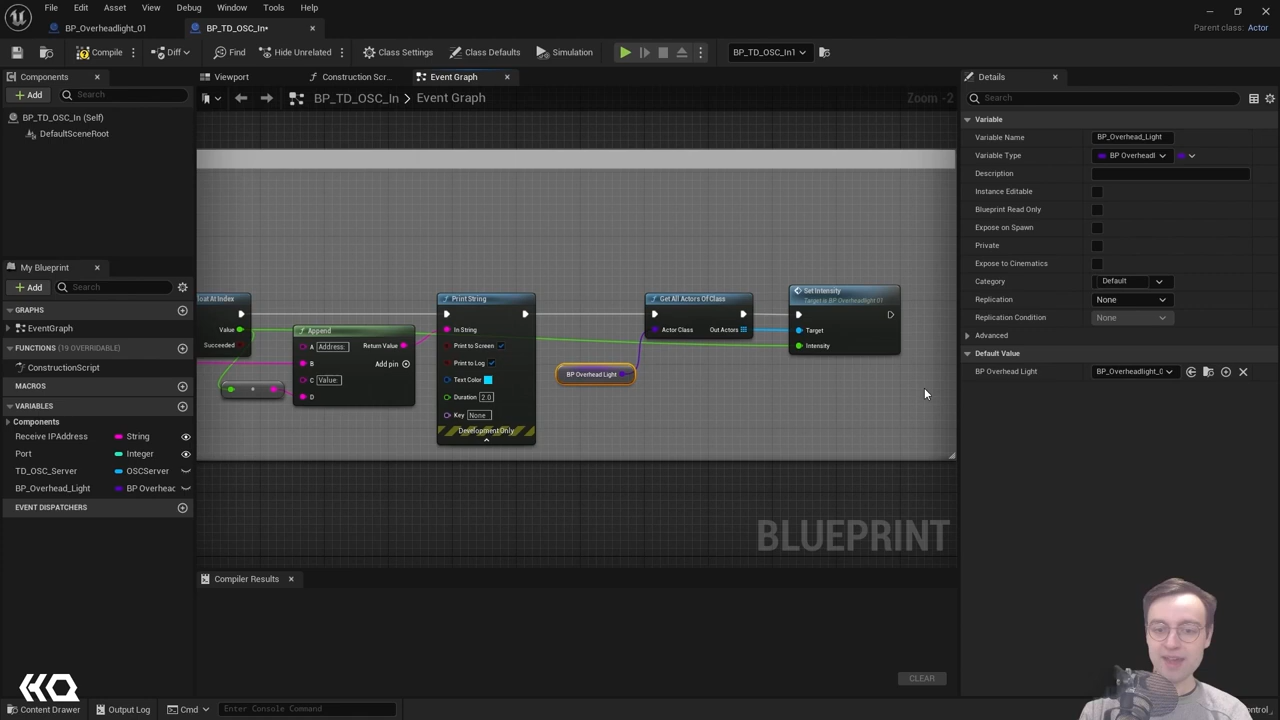 File Edit Asset View Debug Window Tools Help
Parent class: Actor
BP_Overheadlight_01
BP_TD_OSC_In•
Compile Diff Find Hide Unrelated Class Settings Class Defaults Simulation BP_TD_OSC_In1
Components
Add Search
BP_TD_OSC_In (Self)
DefaultSceneRoot
My Blueprint
Add Search
GRAPHS
EventGraph
FUNCTIONS (19 OVERRIDABLE)
ConstructionScript
MACROS
VARIABLES
Components
Receive IPAddress String
Port Integer
TD_OSC_Server OSCServer
BP_Overhead_Light BP Overheac
EVENT DISPATCHERS
Viewport Construction Scr... Event Graph
BP_TD_OSC_In > Event Graph Zoom -2
loat At Index
Value
Succeeded
Append
A Address: Return Value
B Add pin
C Value:
D
Print String
In String
Print to Screen
Print to Log
Text Color
Duration 2.0
Key None
Development Only
BP Overhead Light
Get All Actors Of Class
Actor Class Out Actors
Set Intensity
Target is BP Overheadlight 01
Target
Intensity
BLUEPRINT
Compiler Results
CLEAR
Details
Search
Variable
Variable Name BP_Overhead_Light
Variable Type BP Overheadl
Description
Instance Editable
Blueprint Read Only
Expose on Spawn
Private
Expose to Cinematics
Category Default
Replication None
Replication Condition None
Advanced
Default Value
BP Overhead Light BP_Overheadlight_0
Content Drawer Output Log Cmd Enter Console Command